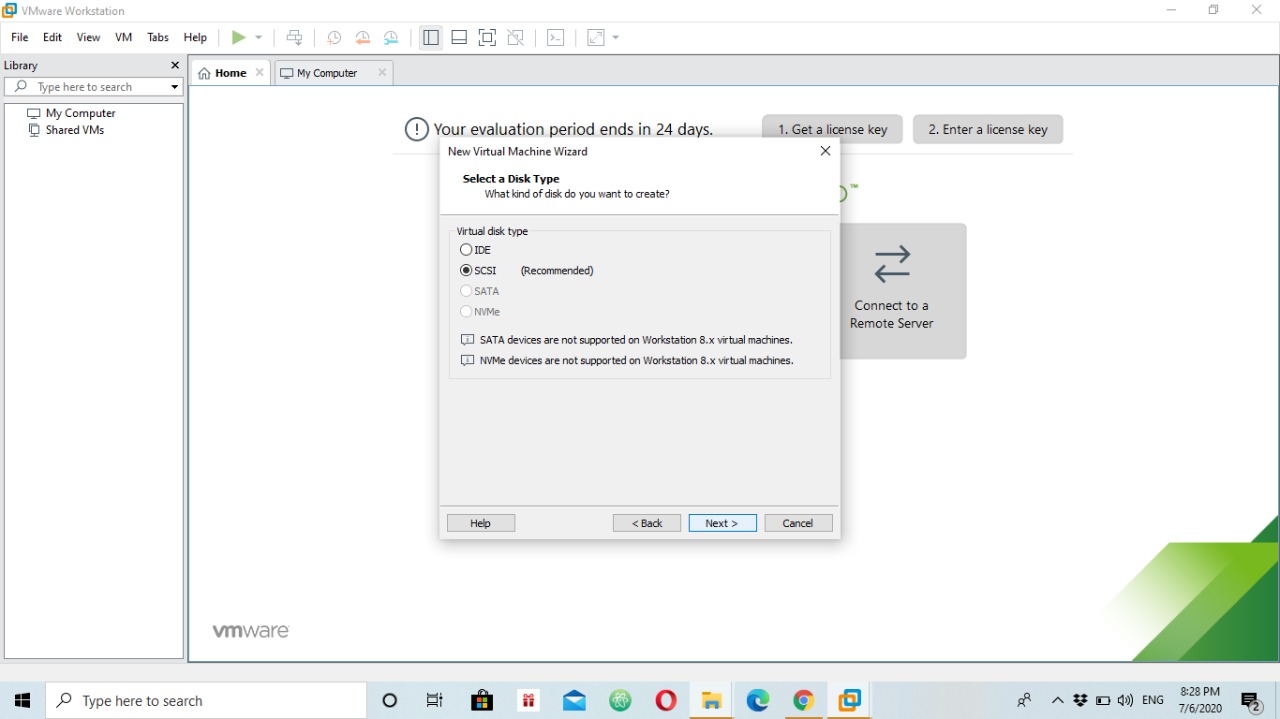 VMware Workstation
File Edit View VM Tabs Help
Library
Type here to search
My Computer
Shared VMs
Home
My Computer
Your evaluation period ends in 24 days.
1. Get a license key
2. Enter a license key
New Virtual Machine Wizard
Select a Disk Type
What kind of disk do you want to create?
™
Virtual disk type
IDE
SCSI (Recommended)
SATA
NVMe
SATA devices are not supported on Workstation 8.x virtual machines.
NVMe devices are not supported on Workstation 8.x virtual machines.
Connect to a
Remote Server
Help
< Back
Next >
Cancel
vmware
Type here to search
ENG
8:28 PM
7/6/2020
2